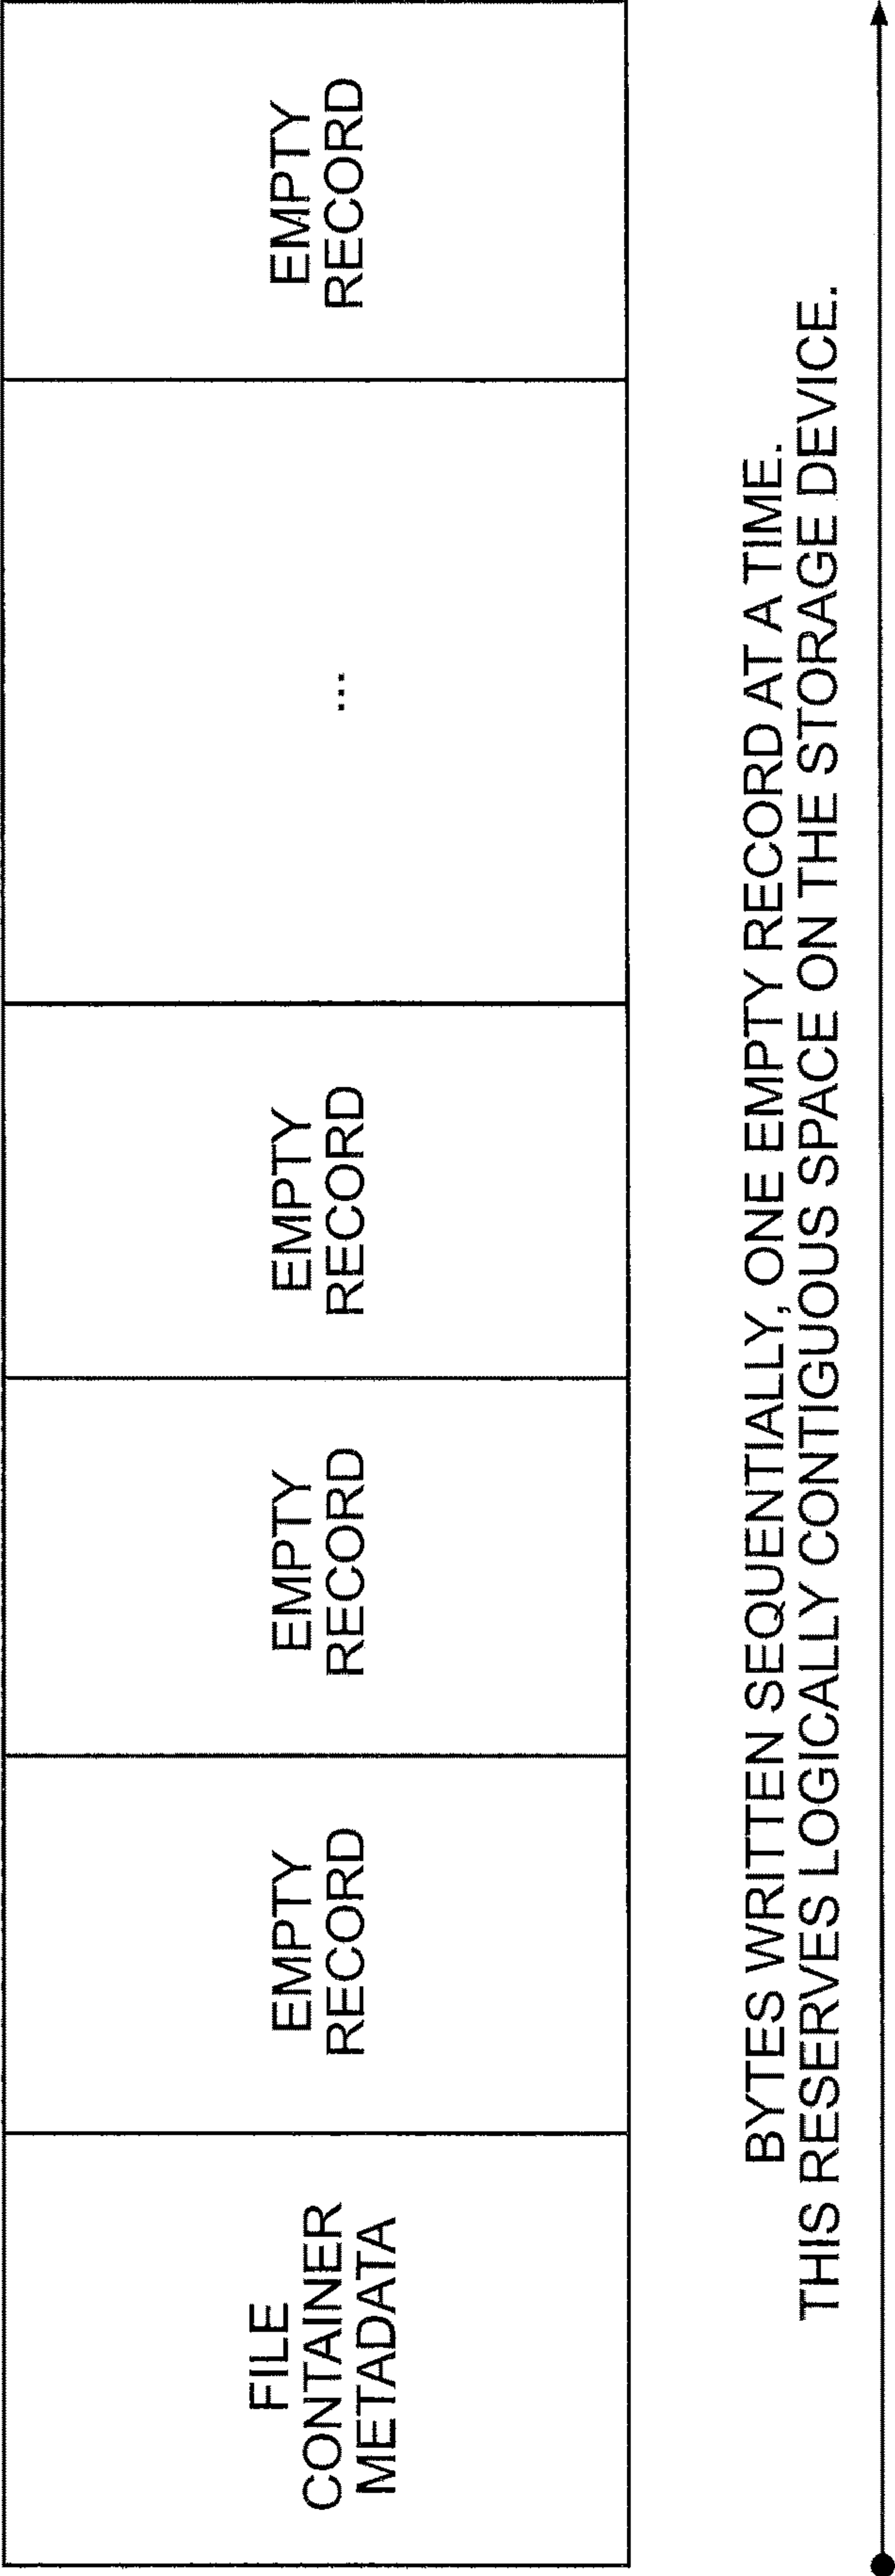 FILE
CONTAINER
METADATA
EMPTY
RECORD
EMPTY
RECORD
EMPTY
RECORD
...
EMPTY
RECORD
BYTES WRITTEN SEQUENTIALLY, ONE EMPTY RECORD AT A TIME.
THIS RESERVES LOGICALLY CONTIGUOUS SPACE ON THE STORAGE DEVICE.